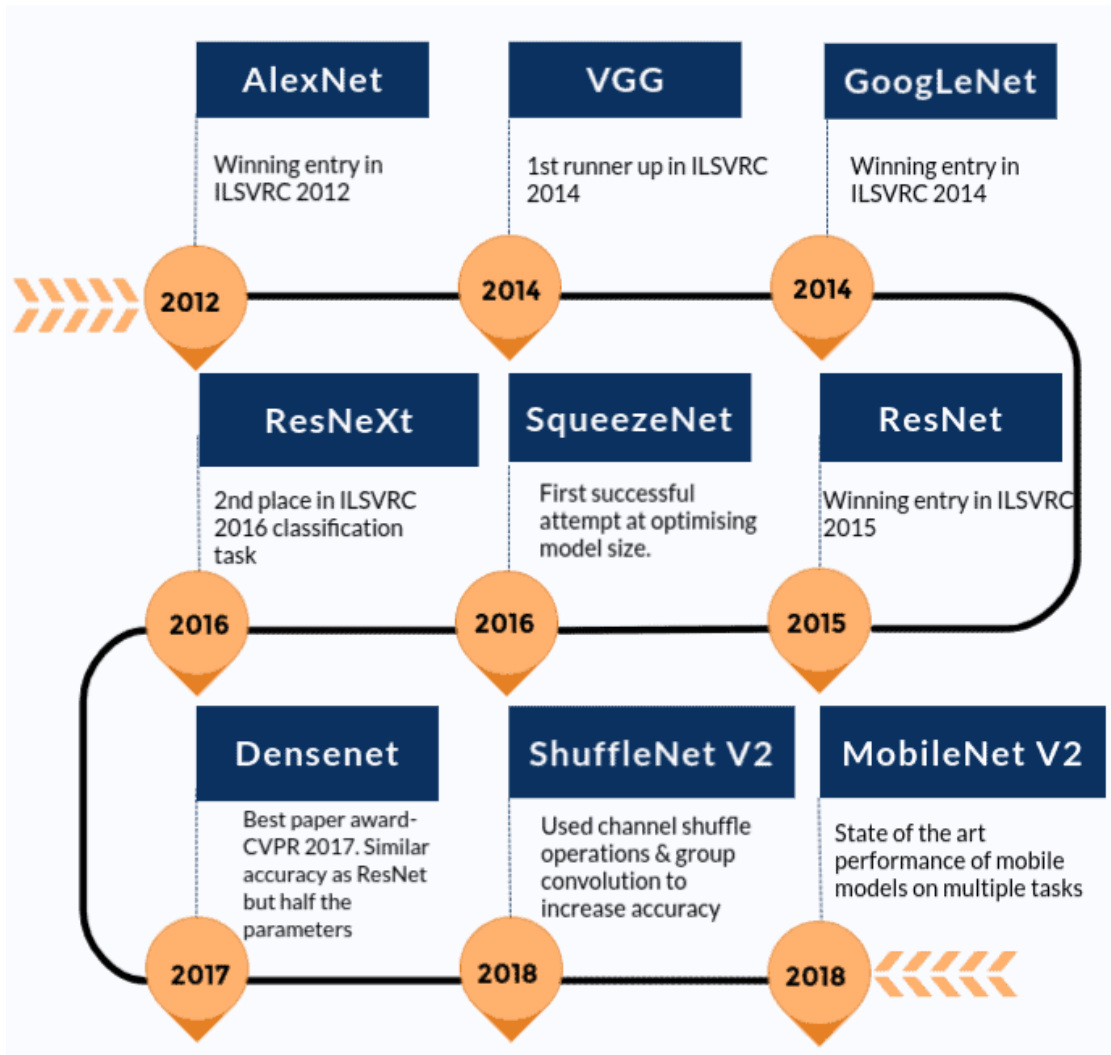 AlexNet
Winning entry in
ILSVRC 2012
2012
VGG
1st runner up in ILSVRC
2014
2014
GoogLeNet
Winning entry in
ILSVRC 2014
2014
ResNeXt
2nd place in ILSVRC
2016 classification
task
2016
SqueezeNet
First successful
attempt at optimising
model size.
2016
ResNet
Winning entry in ILSVRC
2015
2015
Densenet
Best paper award-
CVPR 2017. Similar
accuracy as ResNet
but half the
parameters
2017
ShuffleNet V2
Used channel shuffle
operations & group
convolution to
increase accuracy
2018
MobileNet V2
State of the art
performance of mobile
models on multiple tasks
2018